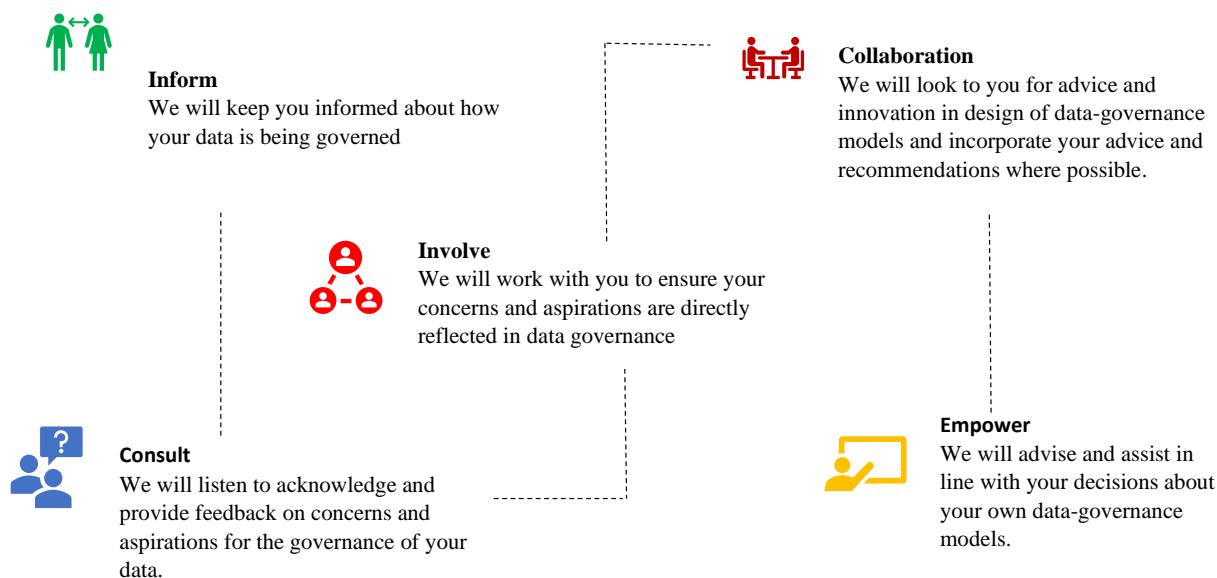 Inform
We will keep you informed about how
your data is being governed
Consult
We will listen to acknowledge and
provide feedback on concerns and
aspirations for the governance of your
data.
Involve
We will work with you to ensure your
concerns and aspirations are directly
reflected in data governance
Collaboration
We will look to you for advice and
innovation in design of data-governance
models and incorporate your advice and
recommendations where possible.
Empower
We will advise and assist in
line with your decisions about
your own data-governance
models.
?